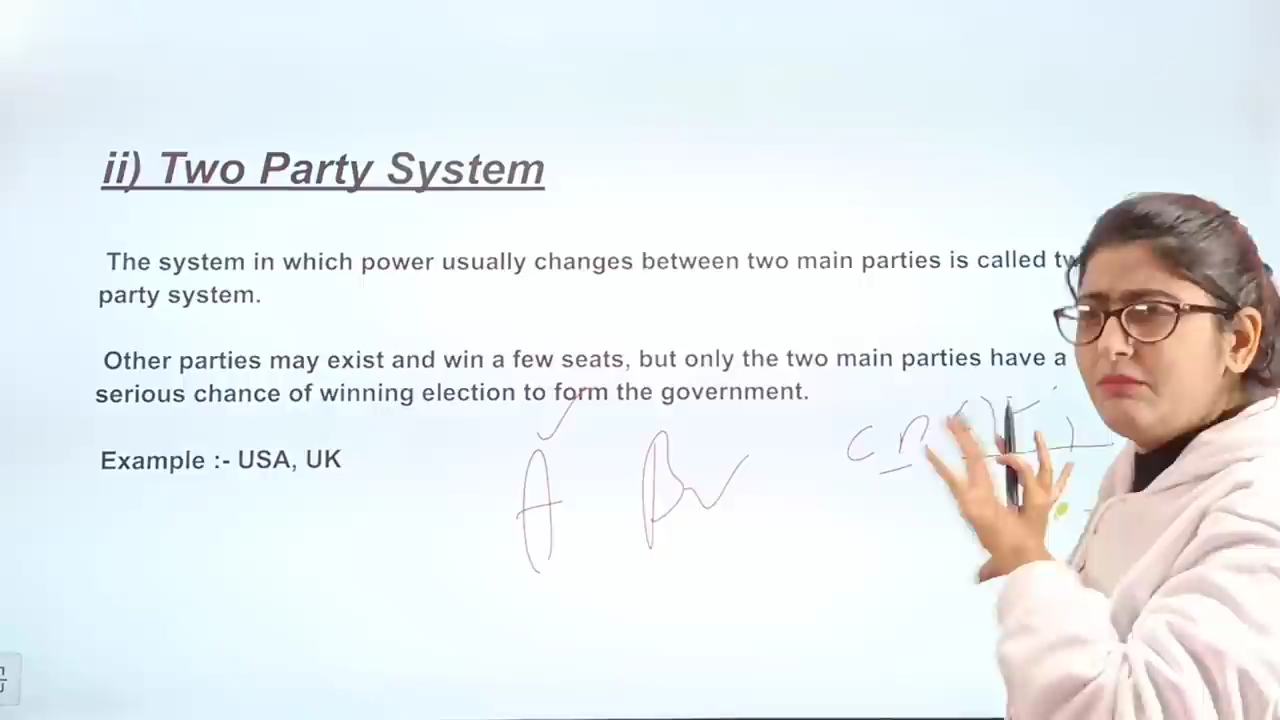 ii) Two Party System
The system in which power usually changes between two main parties is called
party system.
Other parties may exist and win a few seats, but only the two main parties have a
serious chance of winning election to form the government.
Example :- USA, UK
A B
C D